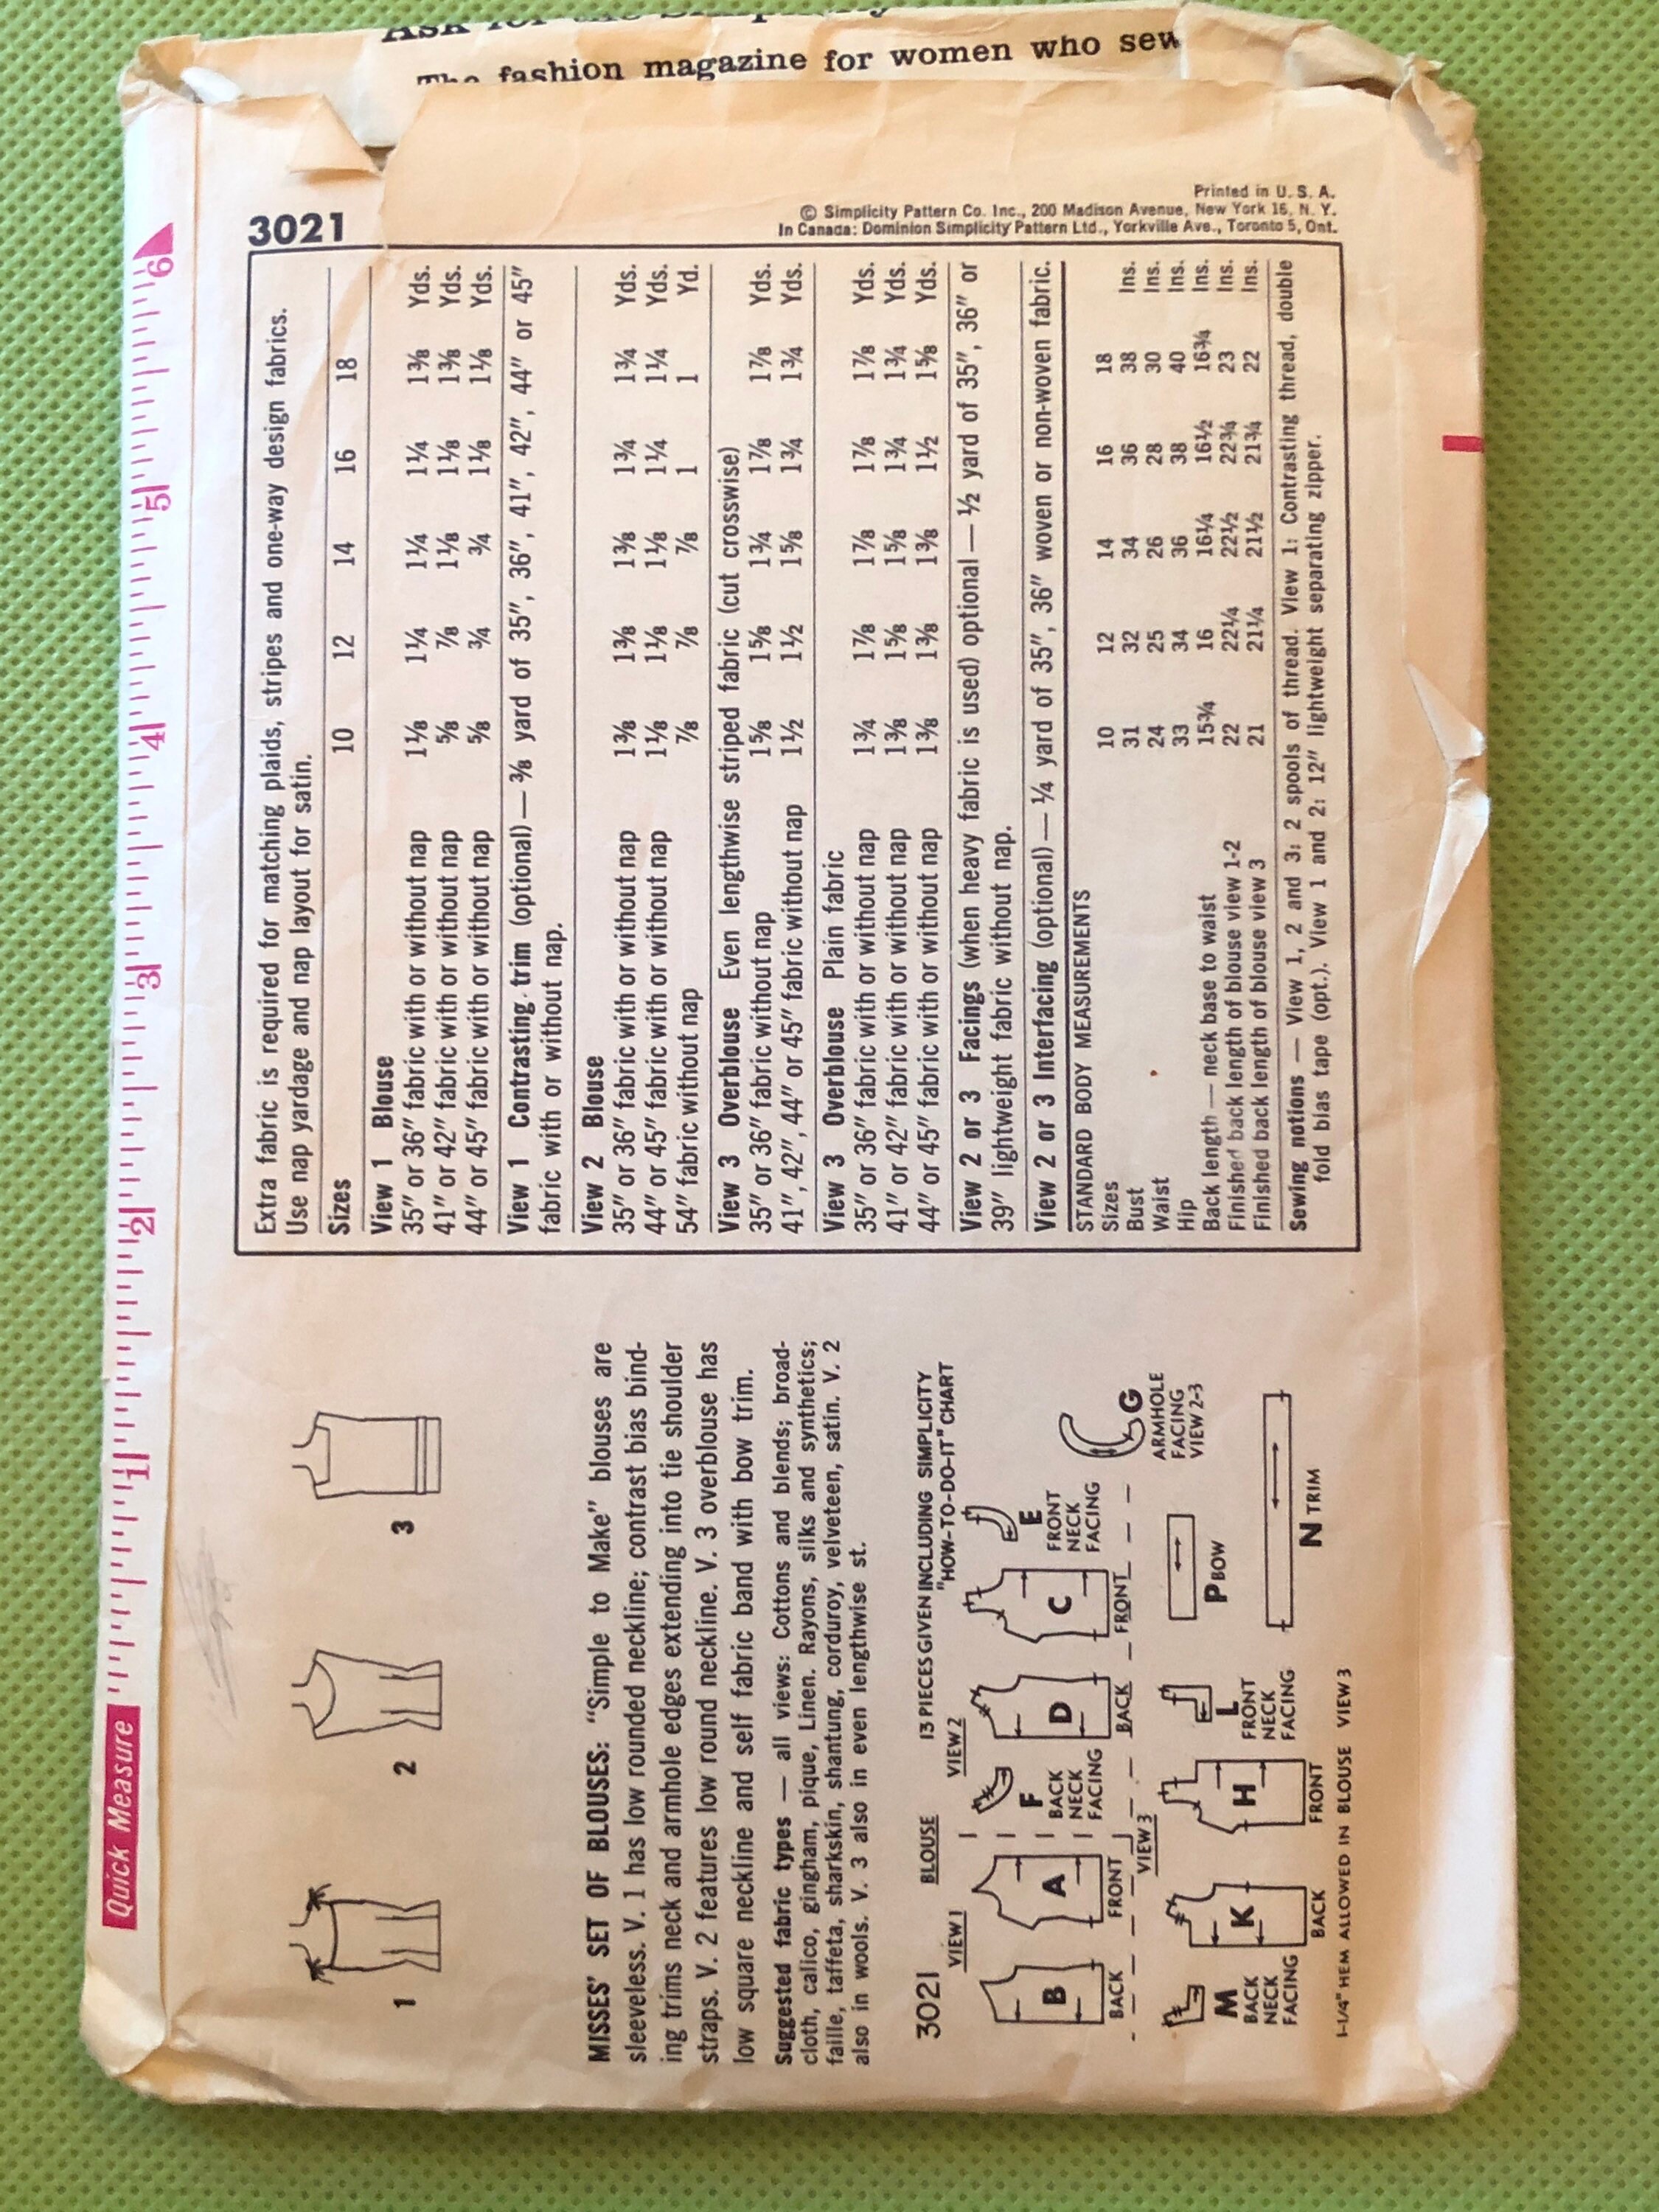 The fashion magazine for women who sew
Quick Measure
1 2 3 4 5 6
3021
Printed in U. S. A.
© Simplicity Pattern Co. Inc., 200 Madison Avenue, New York 16, N. Y.
In Canada: Dominion Simplicity Pattern Ltd., Yorkville Ave., Toronto 5, Ont.
1 2 3
MISSES' SET OF BLOUSES: "Simple to Make" blouses are
sleeveless. V. 1 has low rounded neckline; contrast bias bind-
ing trims neck and armhole edges extending into tie shoulder
straps. V. 2 features low round neckline. V. 3 overblouse has
low square neckline and self fabric band with bow trim.
Suggested fabric types — all views: Cottons and blends; broad-
cloth, calico, gingham, pique, Linen. Rayons, silks and synthetics;
faille, taffeta, sharkskin, shantung, corduroy, velveteen, satin. V. 2
also in wools. V. 3 also in even lengthwise st.
3021 BLOUSE 13 PIECES GIVEN INCLUDING SIMPLICITY
"HOW-TO-DO-IT" CHART
VIEW 1
B
BACK
A
FRONT
VIEW 2
F
BACK
NECK
FACING
D
BACK
C
FRONT
E
FRONT
NECK
FACING
G
ARMHOLE
FACING
VIEW 2-3
VIEW 3
M
BACK
NECK
FACING
K
BACK
H
FRONT
L
FRONT
NECK
FACING
P BOW
N TRIM
1-1/4" HEM ALLOWED IN BLOUSE VIEW 3
Extra fabric is required for matching plaids, stripes and one-way design fabrics.
Use nap yardage and nap layout for satin.
Sizes 10 12 14 16 18
View 1 Blouse
35" or 36" fabric with or without nap 1⅛ 1¼ 1¼ 1¼ 1⅜ Yds.
41" or 42" fabric with or without nap ⅝ ⅞ 1⅛ 1⅛ 1⅜ Yds.
44" or 45" fabric with or without nap ⅝ ¾ ¾ 1⅛ 1⅛ Yds.
View 1 Contrasting trim (optional) — ⅜ yard of 35", 36", 41", 42", 44" or 45"
fabric with or without nap.
View 2 Blouse
35" or 36" fabric with or without nap 1⅜ 1⅜ 1⅜ 1¾ 1¾ Yds.
44" or 45" fabric with or without nap 1⅛ 1⅛ 1⅛ 1¼ 1¼ Yds.
54" fabric without nap ⅞ ⅞ ⅞ 1 1 Yd.
View 3 Overblouse Even lengthwise striped fabric (cut crosswise)
35" or 36" fabric without nap 1⅝ 1⅝ 1¾ 1⅞ 1⅞ Yds.
41", 42", 44" or 45" fabric without nap 1½ 1½ 1⅝ 1¾ 1¾ Yds.
View 3 Overblouse Plain fabric
35" or 36" fabric with or without nap 1¾ 1⅞ 1⅞ 1⅞ 1⅞ Yds.
41" or 42" fabric with or without nap 1⅜ 1⅝ 1⅝ 1¾ 1¾ Yds.
44" or 45" fabric with or without nap 1⅜ 1⅜ 1⅜ 1½ 1⅝ Yds.
View 2 or 3 Facings (when heavy fabric is used) optional — ½ yard of 35", 36" or
39" lightweight fabric without nap.
View 2 or 3 Interfacing (optional) — ¼ yard of 35", 36" woven or non-woven fabric.
STANDARD BODY MEASUREMENTS
Sizes 10 12 14 16 18
Bust 31 32 34 36 38 Ins.
Waist 24 25 26 28 30 Ins.
Hip 33 34 36 38 40 Ins.
Back length — neck base to waist 15¾ 16 16¼ 16½ 16¾ Ins.
Finished back length of blouse view 1-2 22 22¼ 22½ 22¾ 23 Ins.
Finished back length of blouse view 3 21 21¼ 21½ 21¾ 22 Ins.
Sewing notions — View 1, 2 and 3: 2 spools of thread. View 1: Contrasting thread, double
fold bias tape (opt.). View 1 and 2: 12" lightweight separating zipper.